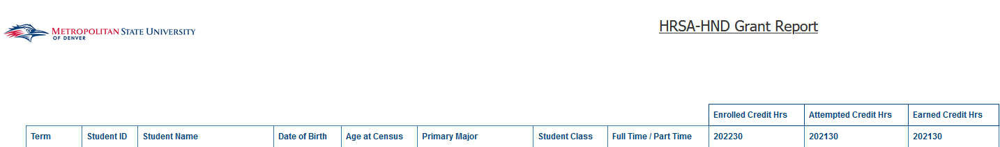 METROPOLITAN STATE UNIVERSITY
OF DENVER
HRSA-HND Grant Report
Enrolled Credit Hrs Attempted Credit Hrs Earned Credit Hrs
Term Student ID Student Name Date of Birth Age at Census Primary Major Student Class Full Time / Part Time 202230 202130 202130